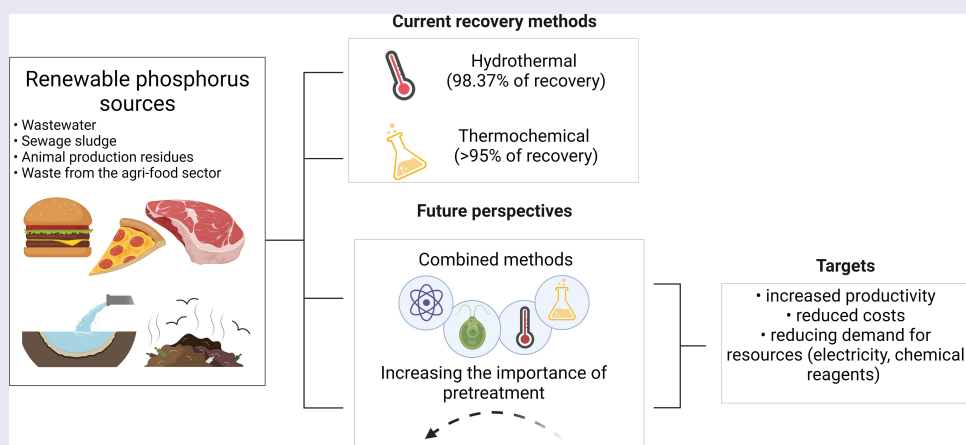 Current recovery methods
Renewable phosphorus
sources
• Wastewater
• Sewage sludge
• Animal production residues
• Waste from the agri-food sector
Hydrothermal
(98.37% of recovery)
Thermochemical
(>95% of recovery)
Future perspectives
Combined methods
Increasing the importance of
pretreatment
Targets
• increased productivity
• reduced costs
• reducing demand for
resources (electricity, chemical
reagents)